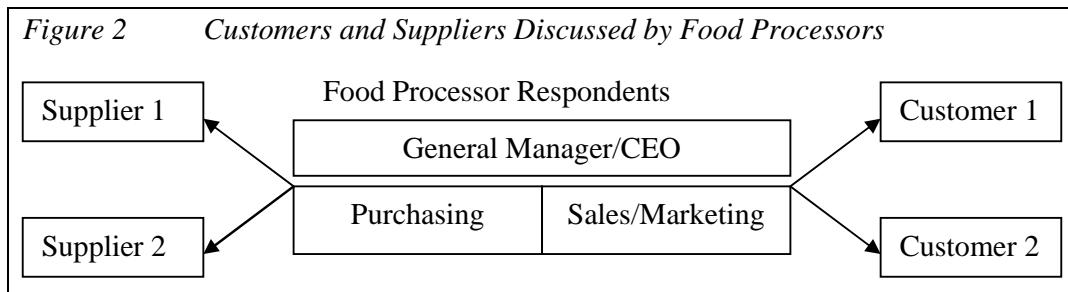 Figure 2 Customers and Suppliers Discussed by Food Processors
Supplier 1
Food Processor Respondents
Customer 1
General Manager/CEO
Purchasing
Sales/Marketing
Supplier 2
Customer 2